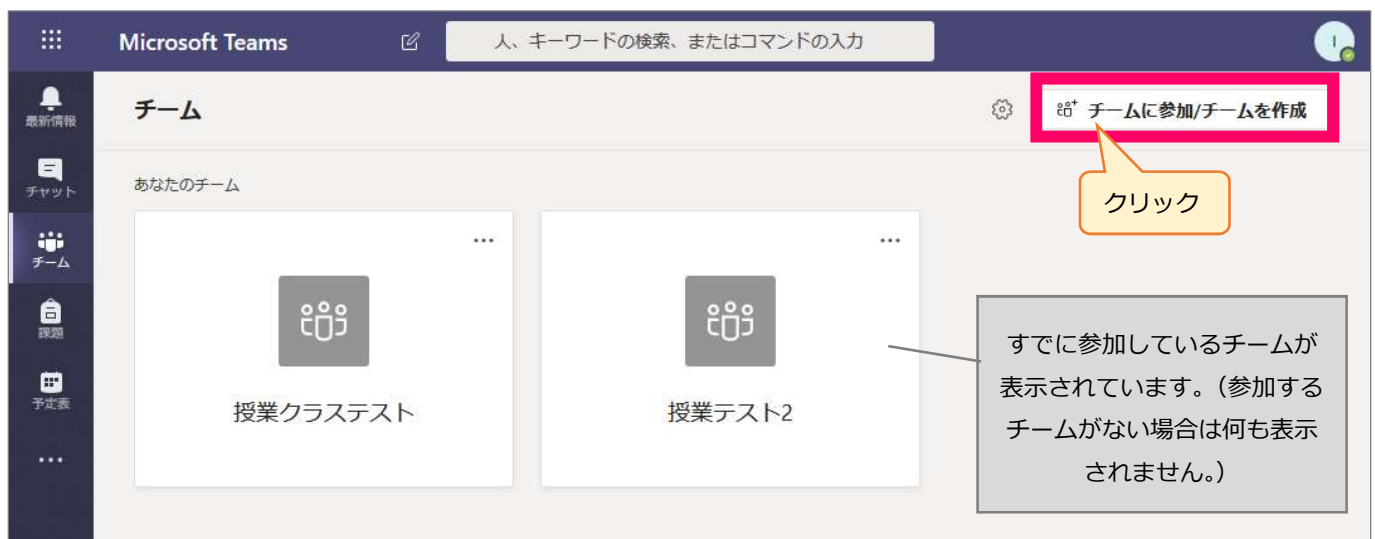 Microsoft Teams
人、キーワードの検索、またはコマンドの入力
I
最新情報
チャット
チーム
課題
予定表
チーム
チームに参加/チームを作成
クリック
あなたのチーム
授業クラステスト
授業テスト2
すでに参加しているチームが
表示されています。（参加する
チームがない場合は何も表示
されません。）